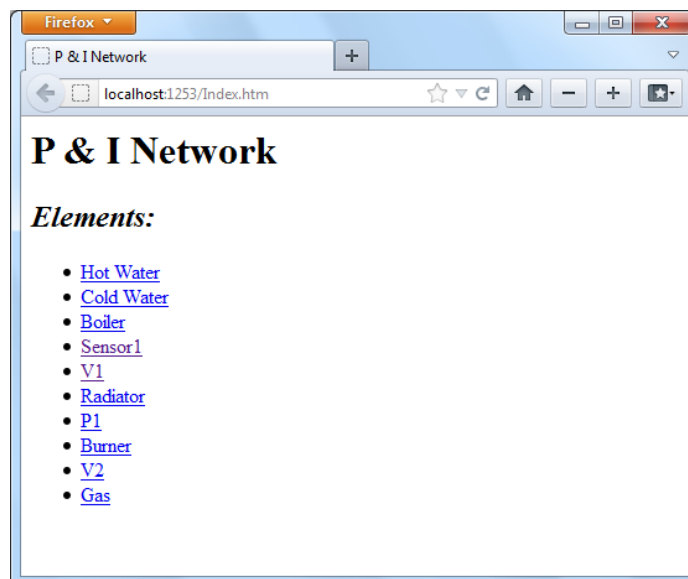 Firefox
P & I Network
localhost:1253/Index.htm
P & I Network
Elements:
Hot Water
Cold Water
Boiler
Sensor1
V1
Radiator
P1
Burner
V2
Gas